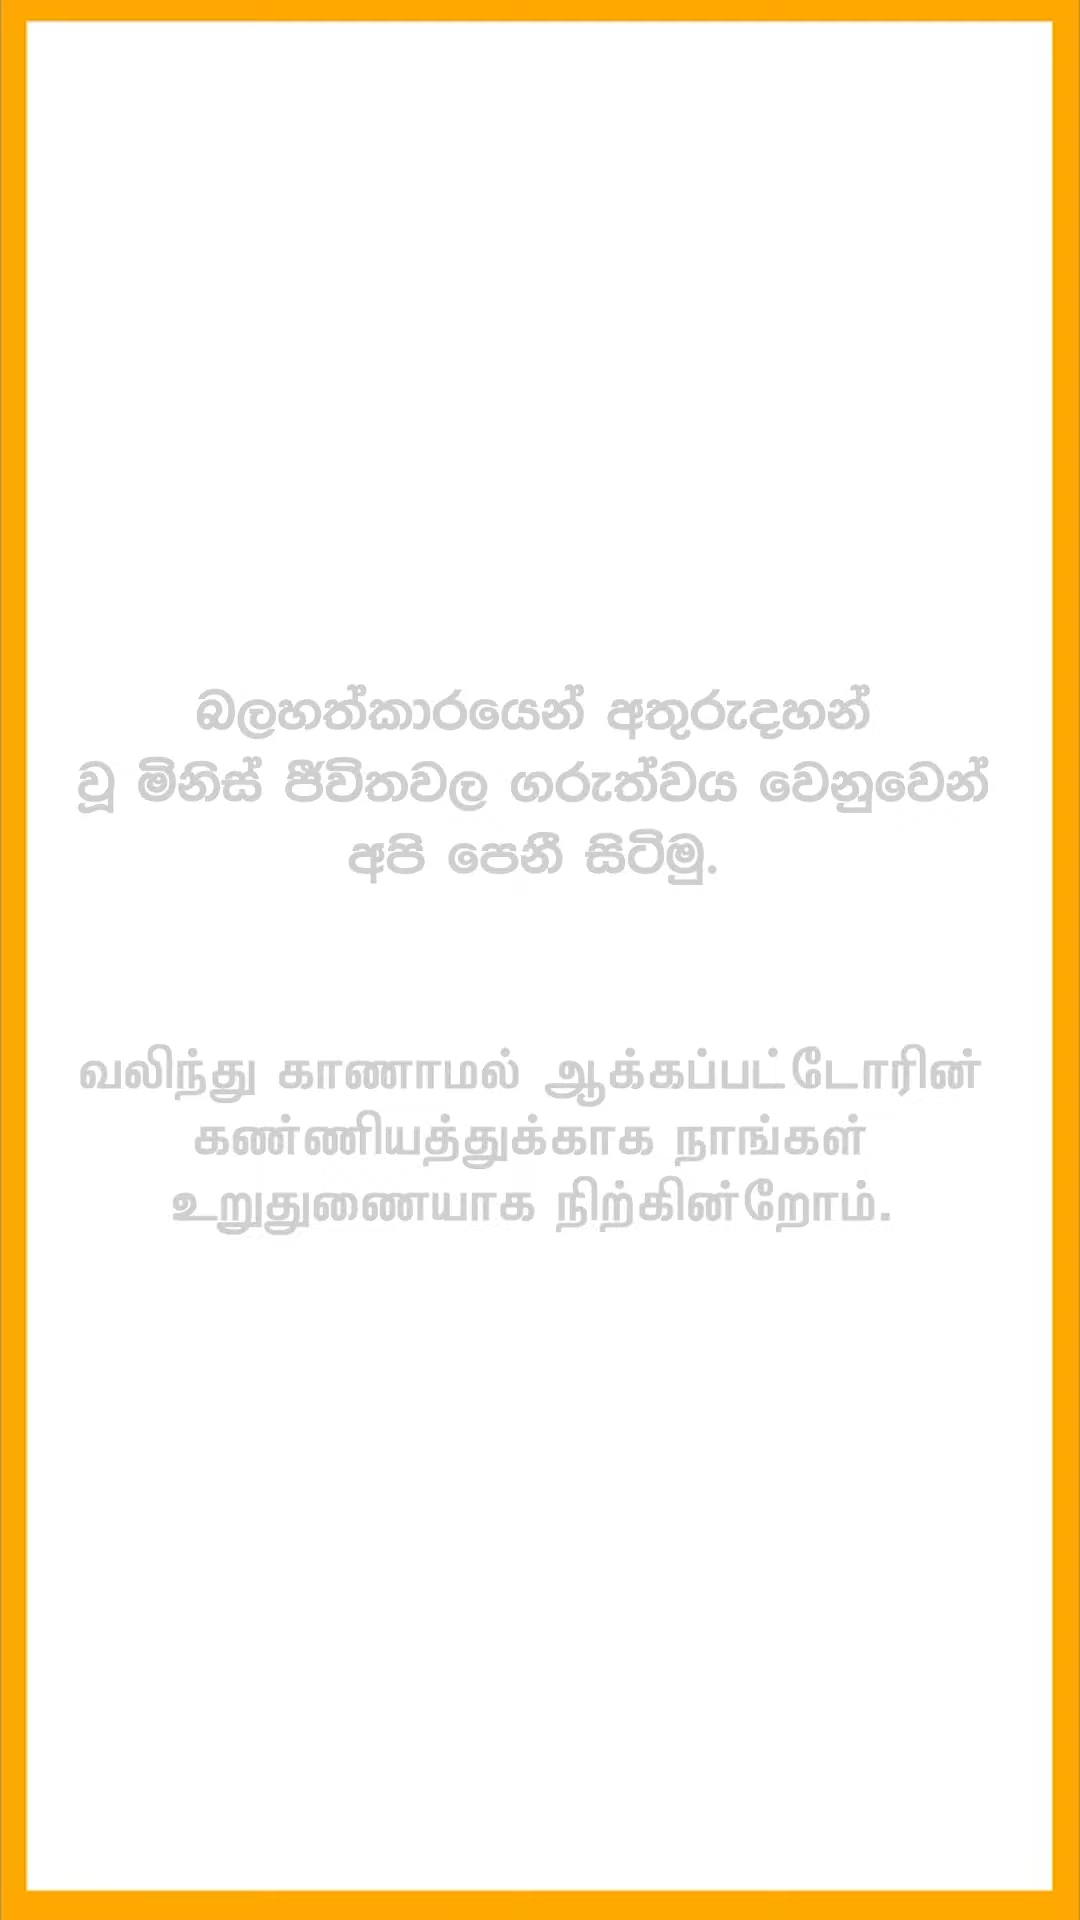 බලහත්කාරයෙන් අතුරුදහන්
වූ මිනිස් ජීවිතවල ගරුත්වය වෙනුවෙන්
අපි පෙනී සිටිමු.
வலிந்து காணாமல் ஆக்கப்பட்டோரின்
கண்ணியத்துக்காக நாங்கள்
உறுதுணையாக நிற்கின்றோம்.